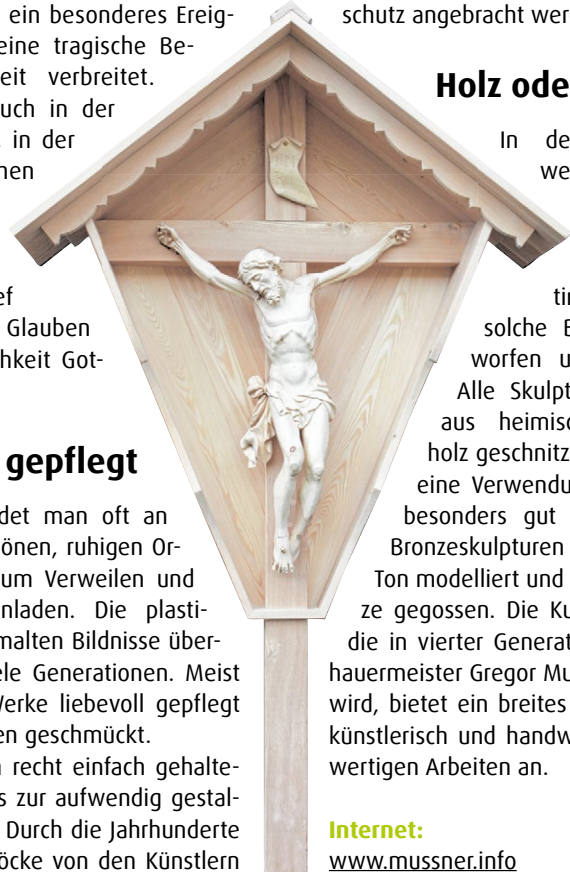 ein besonderes Ereig-
eine tragische Be-
eit verbreitet.
uch in der
in der
nen
ef
Glauben
hkeit Got-
gepflegt
det man oft an
önen, ruhigen Or-
um Verweilen und
nladen. Die plasti-
malten Bildnisse über-
ele Generationen. Meist
Werke liebevoll gepflegt
en geschmückt.
n recht einfach gehalte-
s zur aufwendig gestal-
Durch die Jahrhunderte
öcke von den Künstlern
schutz angebracht wer
Holz ode
In de
we
tin
solche E
worfen u
Alle Skulpt
aus heimisc
holz geschnitz
eine Verwendu
besonders gut
Bronzeskulpturen
Ton modelliert und
ze gegossen. Die Ku
die in vierter Generat
hauermeister Gregor Mu
wird, bietet ein breites
künstlerisch und handw
wertigen Arbeiten an.
Internet:
www.mussner.info